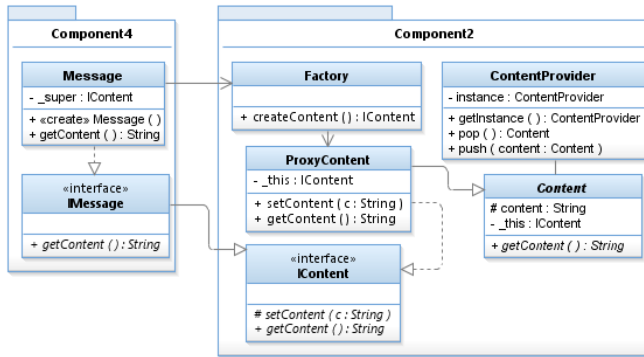 Component4
Message
- _super : IContent
+ «create» Message ( )
+ getContent ( ) : String
«interface»
IMessage
+ getContent ( ) : String
Component2
Factory
+ createContent ( ) : IContent
ContentProvider
- instance : ContentProvider
+ getInstance ( ) : ContentProvider
+ pop ( ) : Content
+ push ( content : Content )
ProxyContent
- _this : IContent
+ setContent ( c : String )
+ getContent ( ) : String
Content
# content : String
- _this : IContent
+ getContent ( ) : String
«interface»
IContent
# setContent ( c : String )
+ getContent ( ) : String